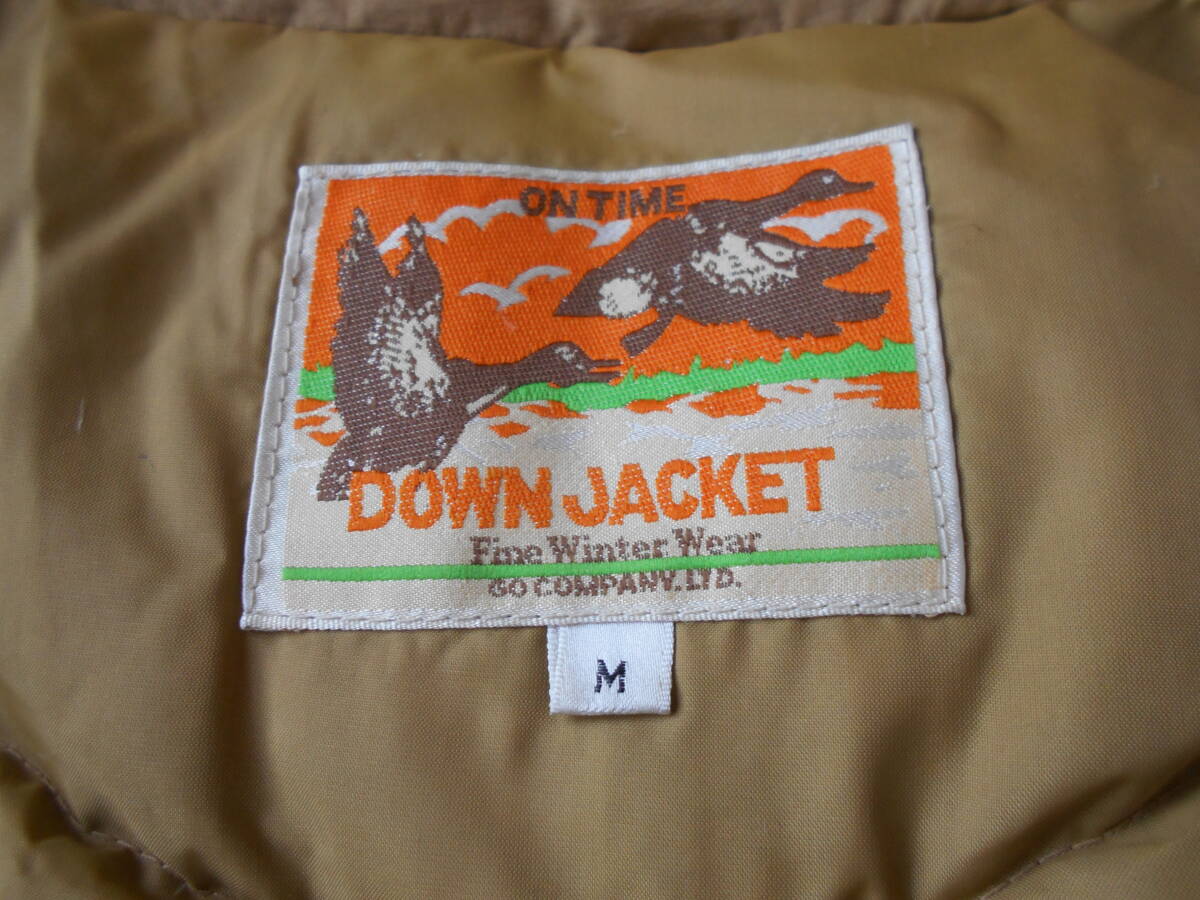 ON TIME
DOWN JACKET
Fine Winter Wear
GO COMPANY.LTD.
M